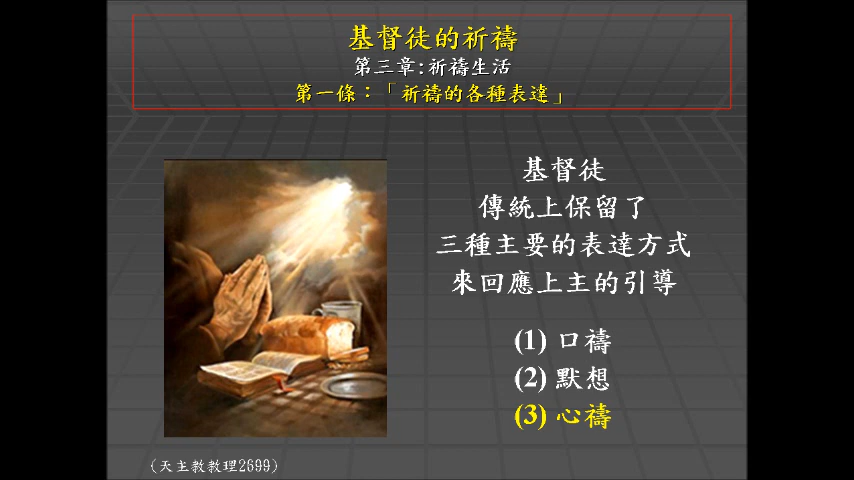 基督徒的祈禱
第三章:祈禱生活
第一條：「祈禱的各種表達」
基督徒
傳統上保留了
三種主要的表達方式
來回應上主的引導
(1) 口禱
(2) 默想
(3) 心禱
(天主教教理2699)